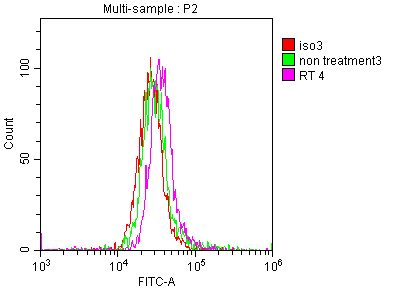 Multi-sample : P2
iso3
non treatment3
RT 4
Count
100
50
0
10³ 10⁴ 10⁵ 10⁶
FITC-A